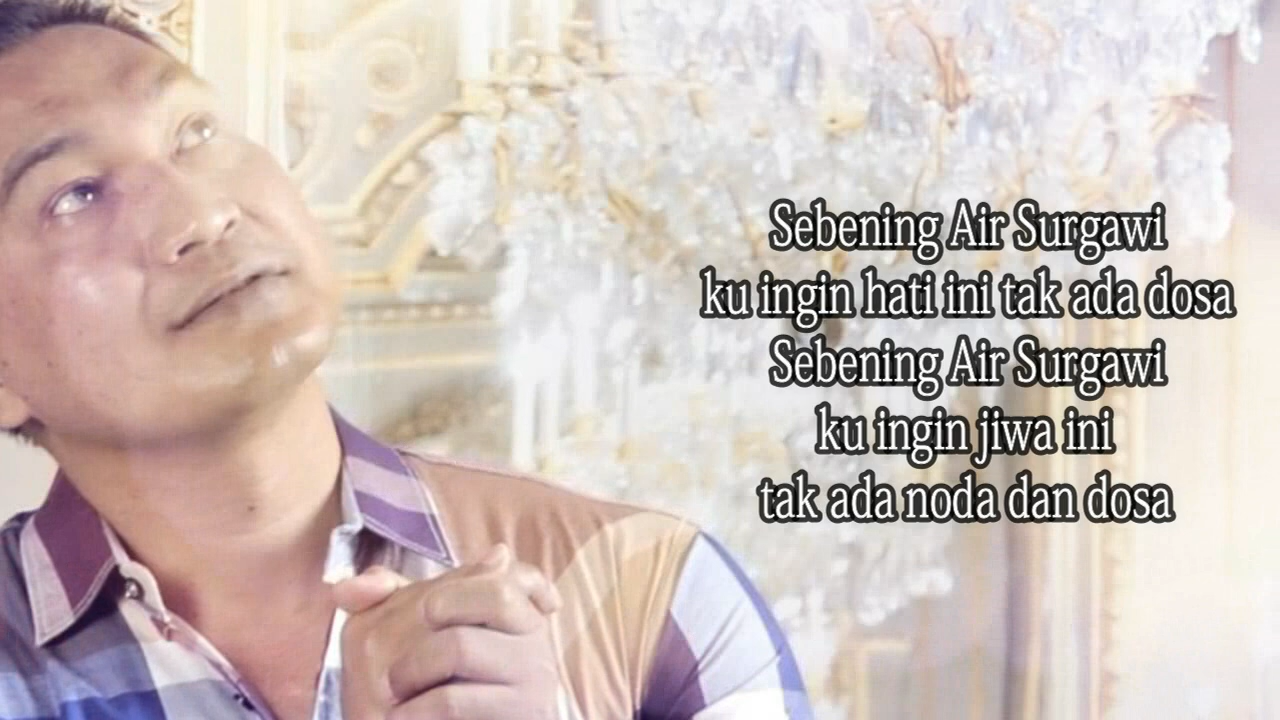 Sebening Air Surgawi
ku ingin hati ini tak ada dosa
Sebening Air Surgawi
ku ingin jiwa ini
tak ada noda dan dosa